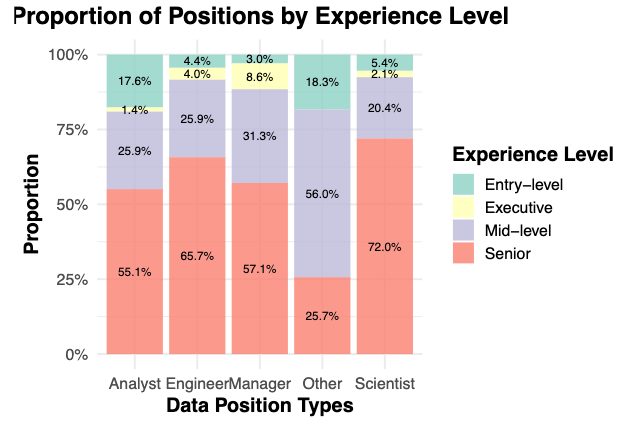 Proportion of Positions by Experience Level
100%
75%
50%
25%
0%
Proportion
17.6%
1.4%
25.9%
55.1%
4.4%
4.0%
25.9%
65.7%
3.0%
8.6%
31.3%
57.1%
18.3%
56.0%
25.7%
5.4%
2.1%
20.4%
72.0%
Analyst Engineer Manager Other Scientist
Data Position Types
Experience Level
Entry-level
Executive
Mid-level
Senior